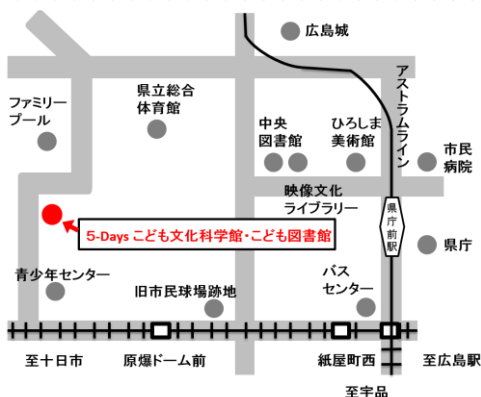 広島城
アストラムライン
ファミリー
プール
県立総合
体育館
中央
図書館
ひろしま
美術館
市民
病院
映像文化
ライブラリー
県庁前駅
5-Days こども文化科学館・こども図書館
県庁
青少年センター
旧市民球場跡地
バス
センター
至十日市
原爆ドーム前
紙屋町西
至広島駅
至宇品